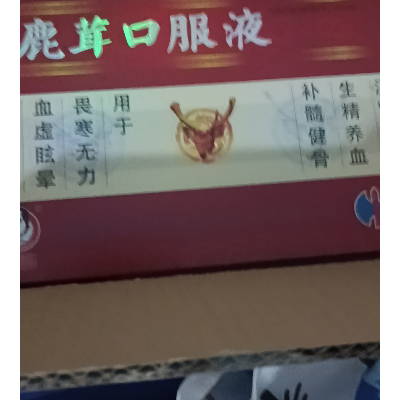 鹿茸口服液
生精养血
补髓健骨
用于
畏寒无力
血虚眩晕